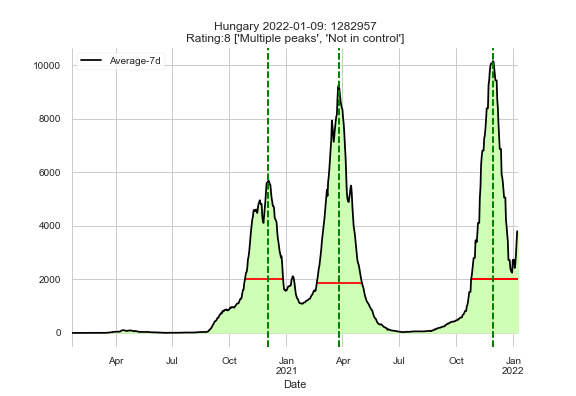 Hungary 2022-01-09: 1282957
Rating:8 ['Multiple peaks', 'Not in control']
Average-7d
10000
8000
6000
4000
2000
0
Apr Jul Oct Jan Apr Jul Oct Jan
2021 2022
Date